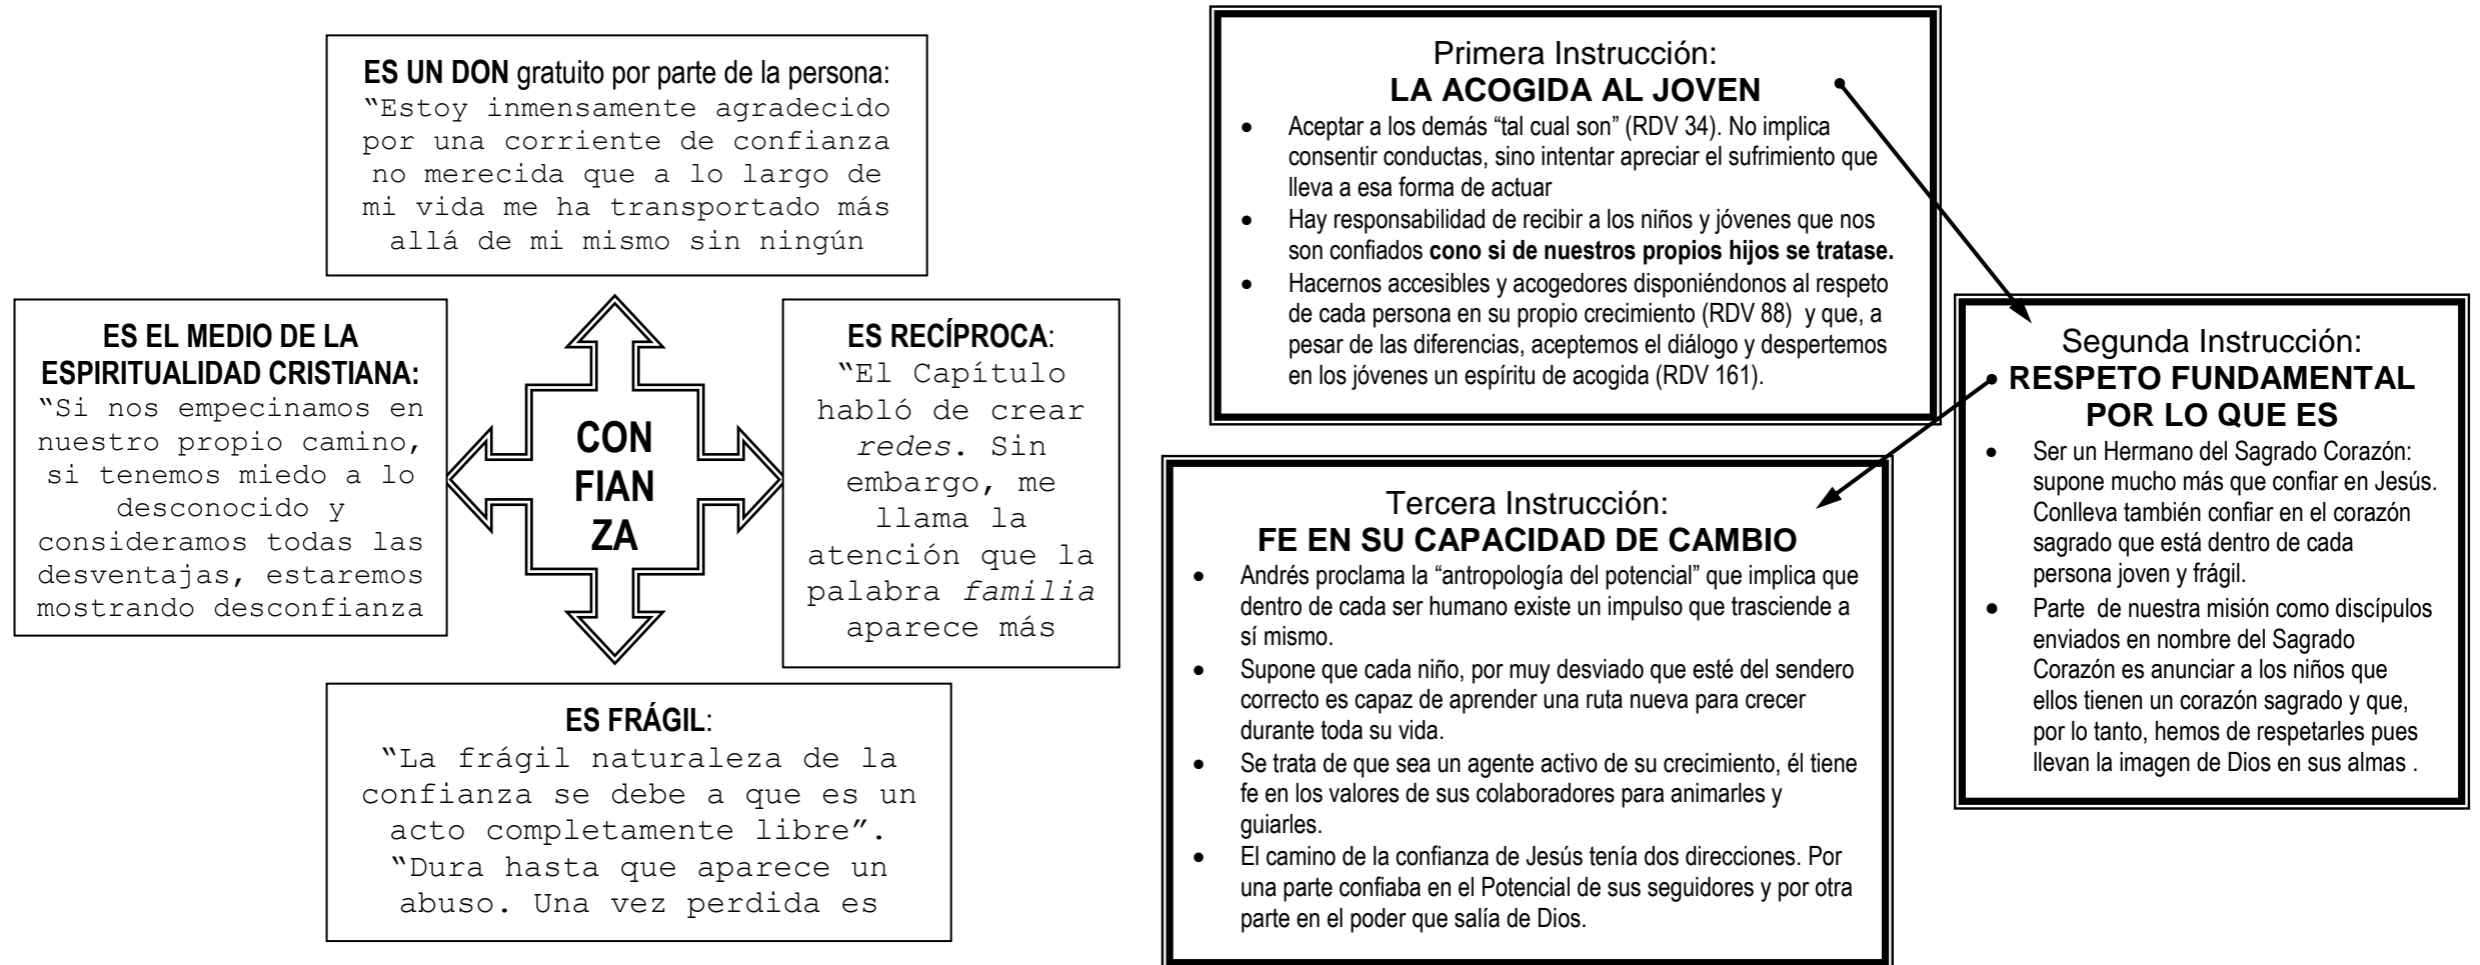 ES UN DON gratuito por parte de la persona:
“Estoy inmensamente agradecido
por una corriente de confianza
no merecida que a lo largo de
mi vida me ha transportado más
allá de mi mismo sin ningún
ES EL MEDIO DE LA
ESPIRITUALIDAD CRISTIANA:
“Si nos empecinamos en
nuestro propio camino,
si tenemos miedo a lo
desconocido y
consideramos todas las
desventajas, estaremos
mostrando desconfianza
CON
FIAN
ZA
ES RECÍPROCA:
“El Capítulo
habló de crear
redes. Sin
embargo, me
llama la
atención que la
palabra familia
aparece más
ES FRÁGIL:
“La frágil naturaleza de la
confianza se debe a que es un
acto completamente libre”.
“Dura hasta que aparece un
abuso. Una vez perdida es
Primera Instrucción:
LA ACOGIDA AL JOVEN
• Aceptar a los demás “tal cual son” (RDV 34). No implica
consentir conductas, sino intentar apreciar el sufrimiento que
lleva a esa forma de actuar
• Hay responsabilidad de recibir a los niños y jóvenes que nos
son confiados cono si de nuestros propios hijos se tratase.
• Hacernos accesibles y acogedores disponiéndonos al respeto
de cada persona en su propio crecimiento (RDV 88) y que, a
pesar de las diferencias, aceptemos el diálogo y despertemos
en los jóvenes un espíritu de acogida (RDV 161).
Segunda Instrucción:
RESPETO FUNDAMENTAL
POR LO QUE ES
• Ser un Hermano del Sagrado Corazón:
supone mucho más que confiar en Jesús.
Conlleva también confiar en el corazón
sagrado que está dentro de cada
persona joven y frágil.
• Parte de nuestra misión como discípulos
enviados en nombre del Sagrado
Corazón es anunciar a los niños que
ellos tienen un corazón sagrado y que,
por lo tanto, hemos de respetarles pues
llevan la imagen de Dios en sus almas .
Tercera Instrucción:
FE EN SU CAPACIDAD DE CAMBIO
• Andrés proclama la “antropología del potencial” que implica que
dentro de cada ser humano existe un impulso que trasciende a
sí mismo.
• Supone que cada niño, por muy desviado que esté del sendero
correcto es capaz de aprender una ruta nueva para crecer
durante toda su vida.
• Se trata de que sea un agente activo de su crecimiento, él tiene
fe en los valores de sus colaboradores para animarles y
guiarles.
• El camino de la confianza de Jesús tenía dos direcciones. Por
una parte confiaba en el Potencial de sus seguidores y por otra
parte en el poder que salía de Dios.